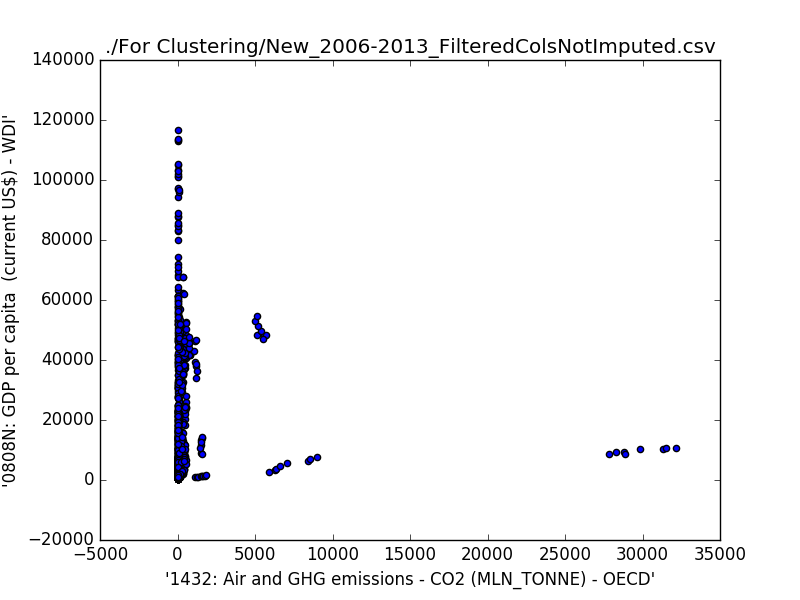 ./For Clustering/New_2006-2013_FilteredColsNotImputed.csv
140000
120000
100000
80000
60000
40000
20000
0
−20000
'0808N: GDP per capita  (current US$) - WDI'
−5000 0 5000 10000 15000 20000 25000 30000 35000
'1432: Air and GHG emissions - CO2 (MLN_TONNE) - OECD'